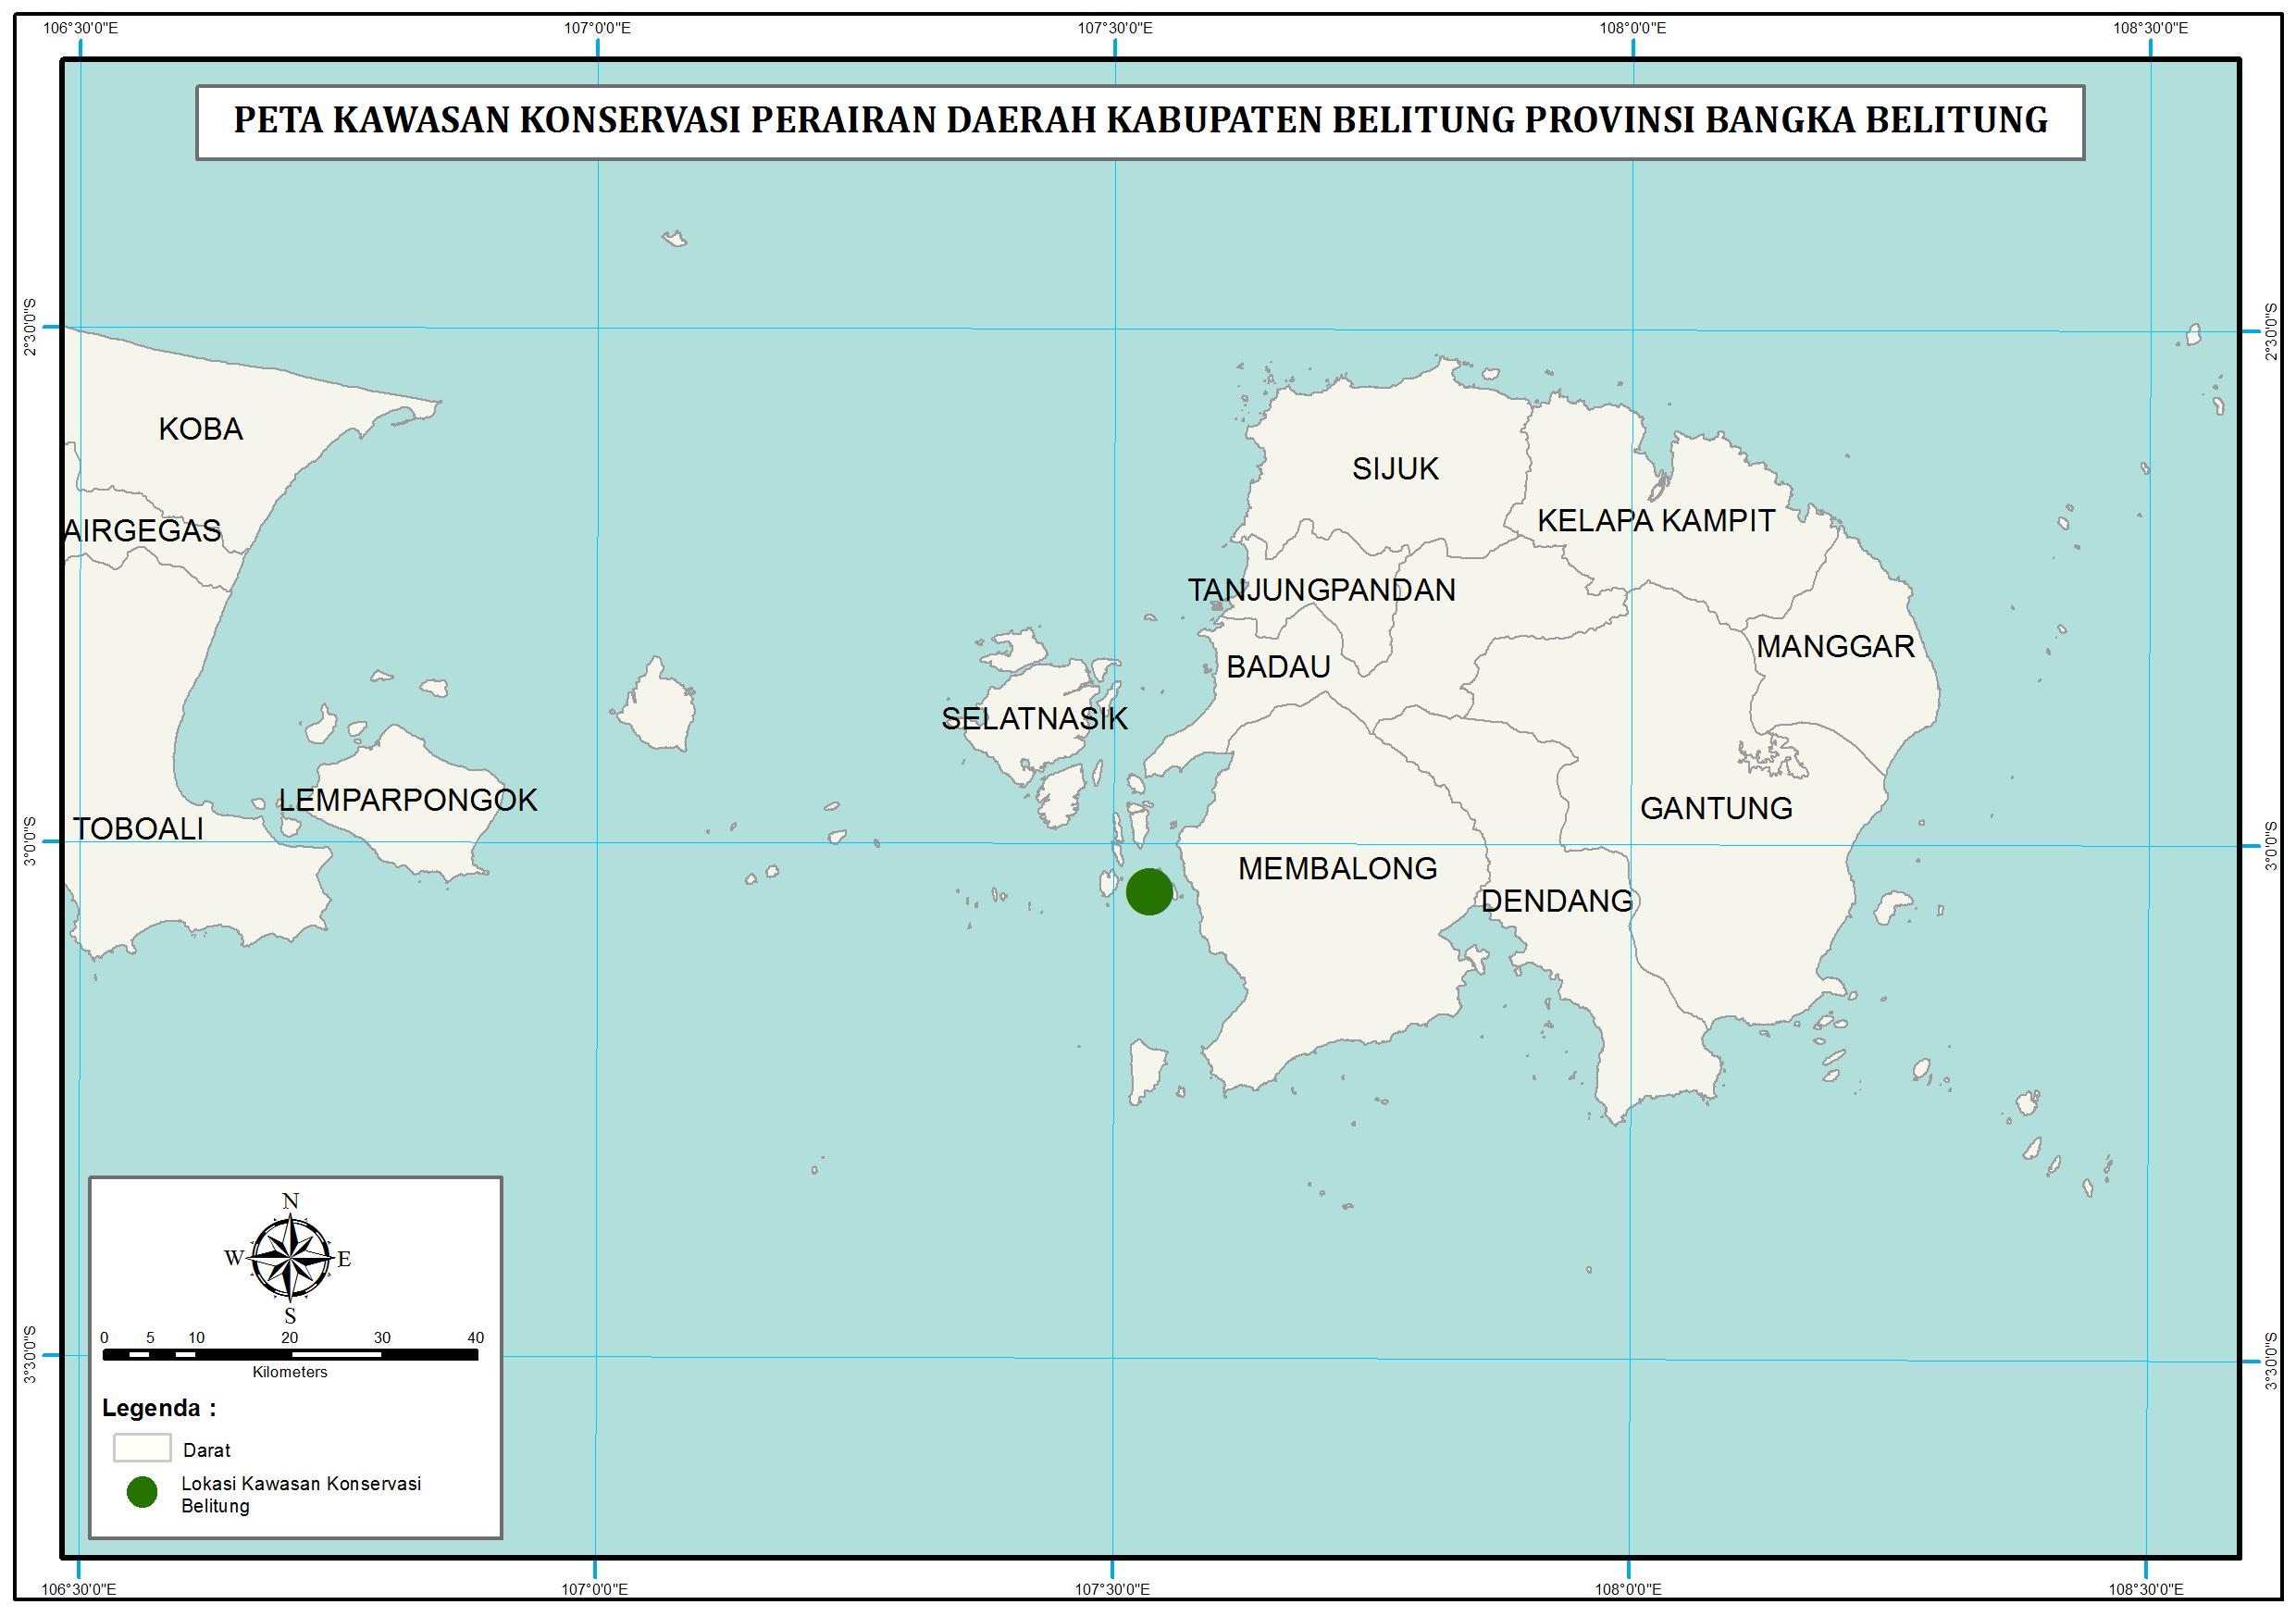 106°30'0"E 107°0'0"E 107°30'0"E 108°0'0"E 108°30'0"E
PETA KAWASAN KONSERVASI PERAIRAN DAERAH KABUPATEN BELITUNG PROVINSI BANGKA BELITUNG
2°30'0"S 2°30'0"S
KOBA
SIJUK
KELAPA KAMPIT
AIRGEGAS
TANJUNGPANDAN
MANGGAR
BADAU
SELATNASIK
LEMPARPONGOK
GANTUNG
TOBOALI
3°0'0"S 3°0'0"S
MEMBALONG
DENDANG
N
W E
S
0 5 10 20 30 40
Kilometers
3°30'0"S 3°30'0"S
Legenda :
Darat
Lokasi Kawasan Konservasi
Belitung
106°30'0"E 107°0'0"E 107°30'0"E 108°0'0"E 108°30'0"E